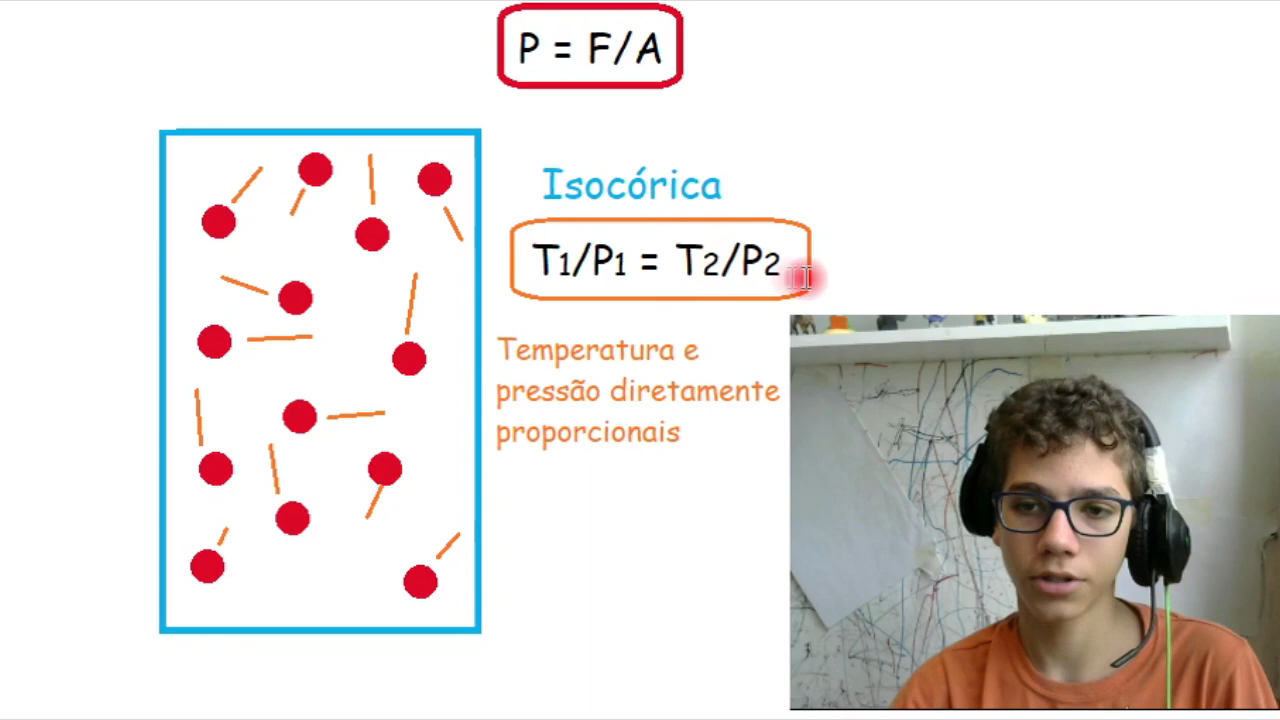 P = F/A
Isocórica
T1/P1 = T2/P2
Temperatura e
pressão diretamente
proporcionais